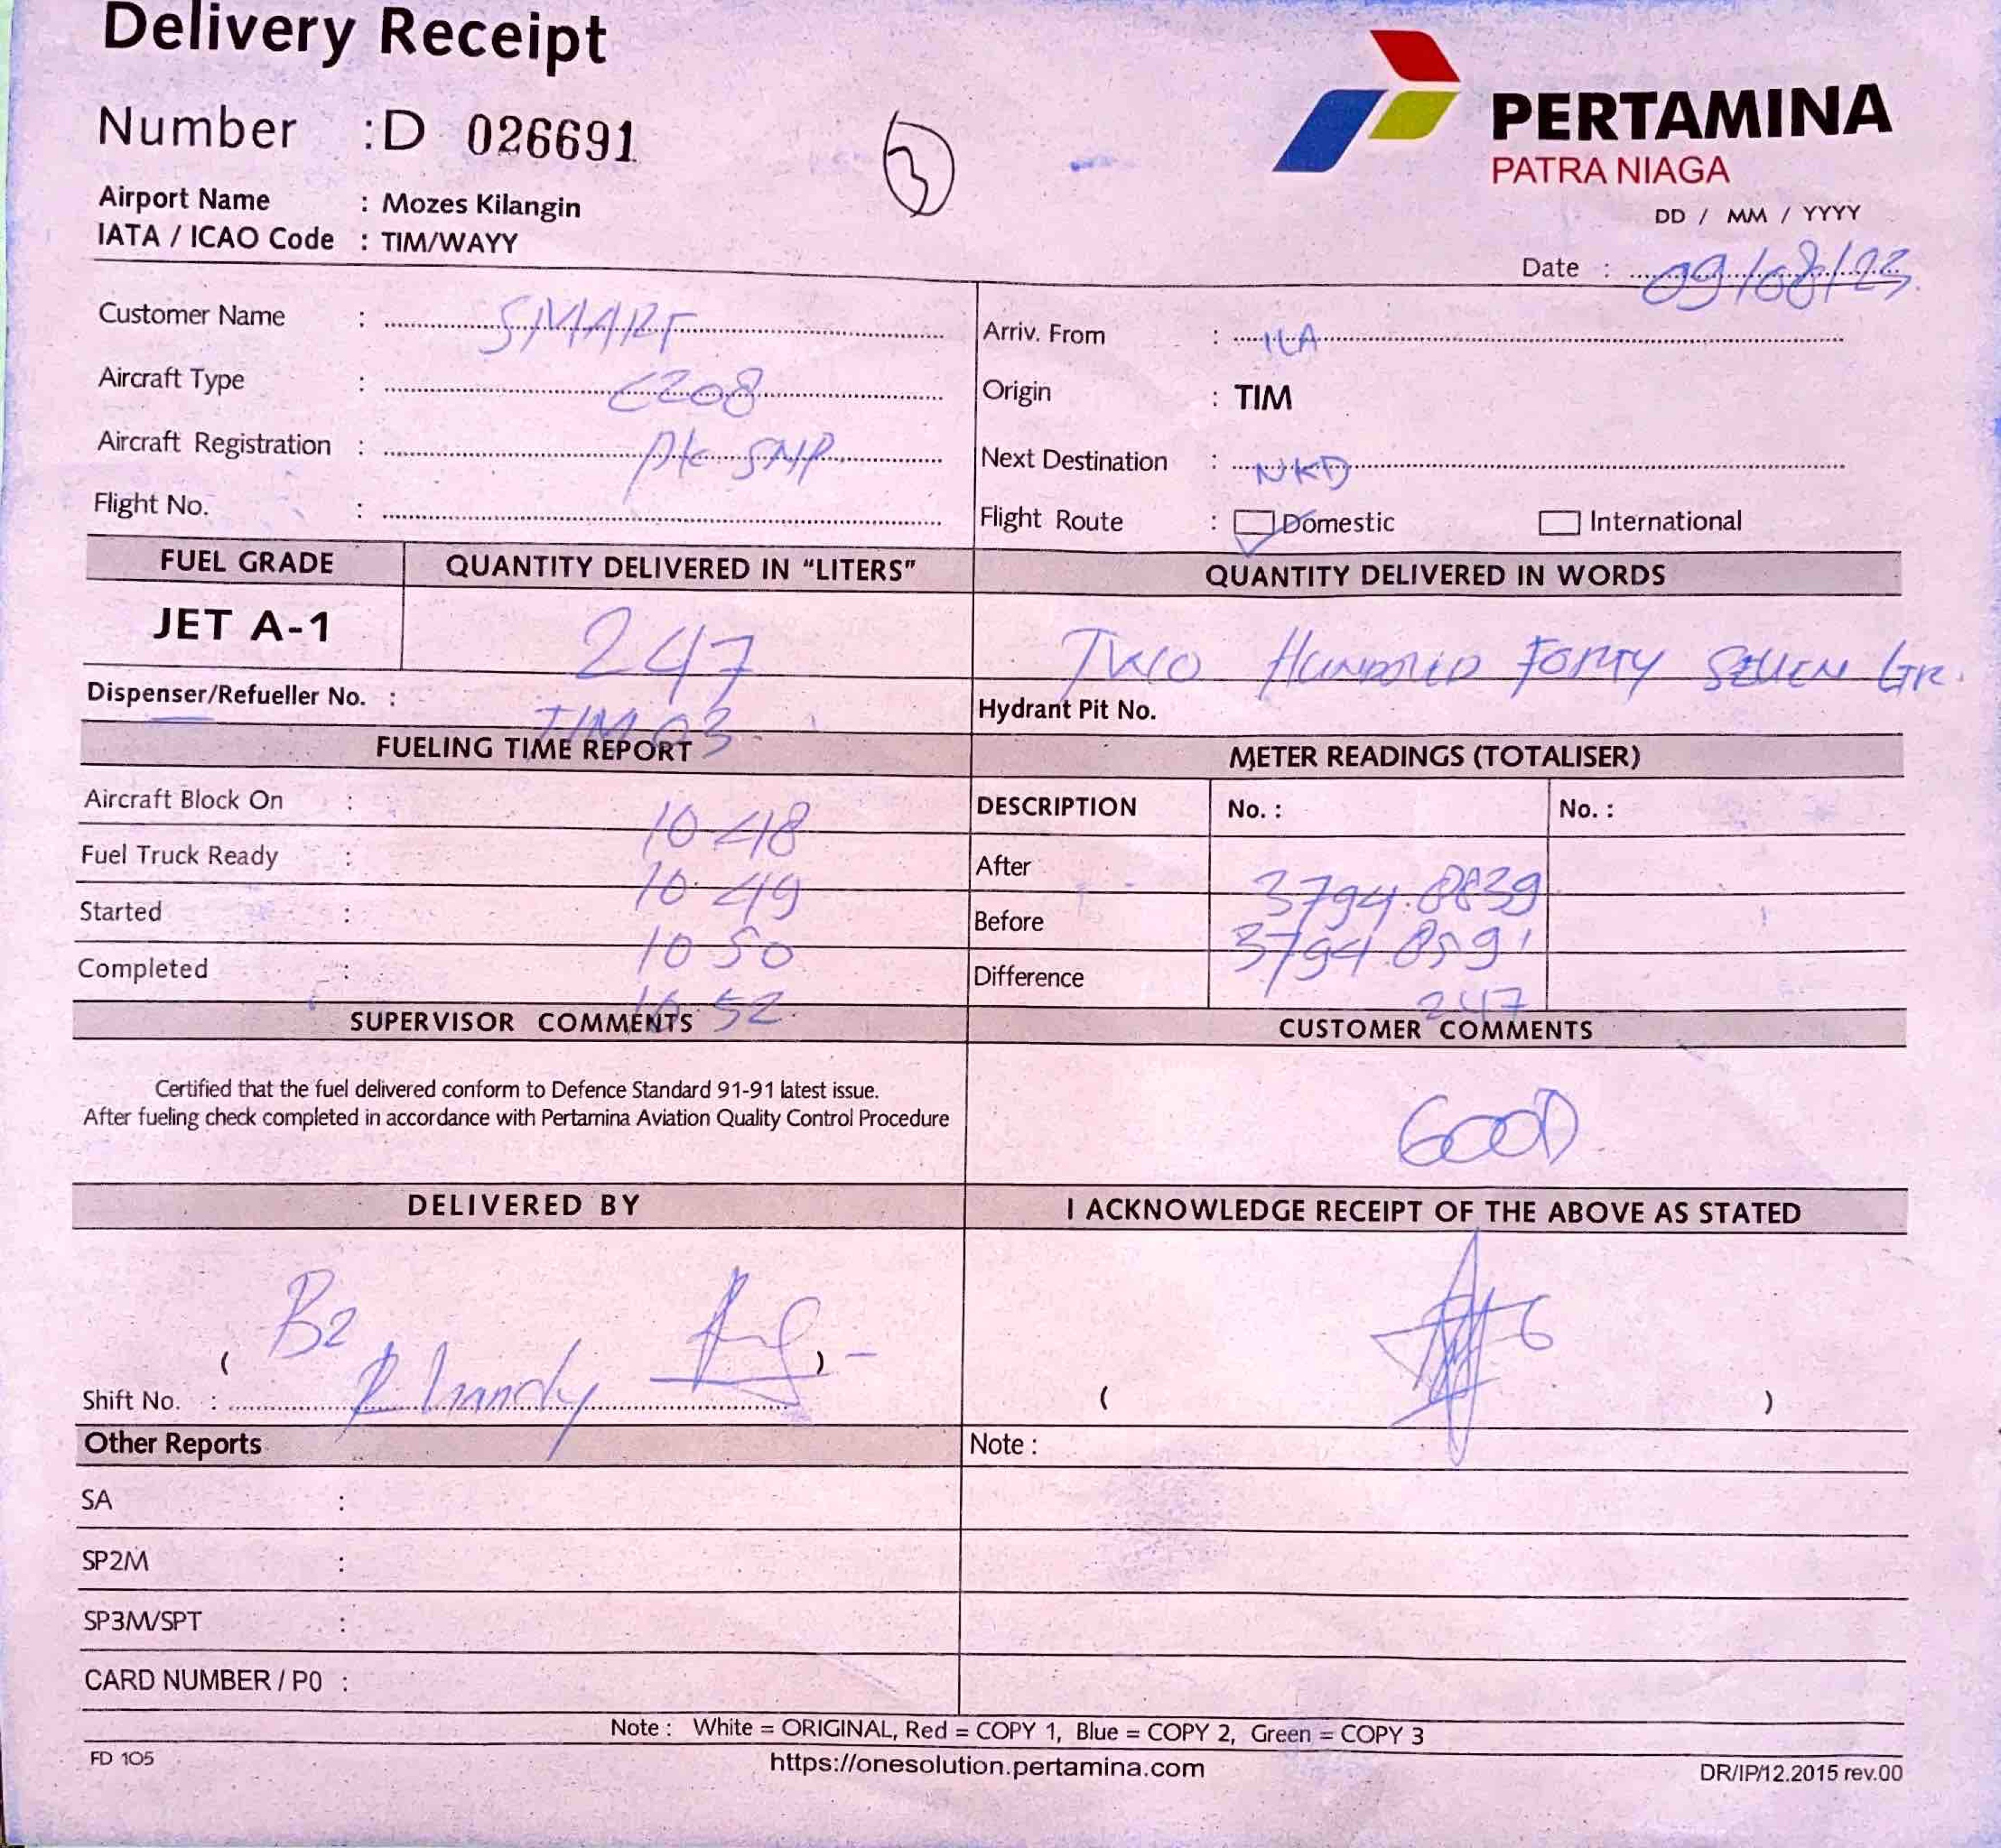 Delivery Receipt
Number : D 026691
PERTAMINA
PATRA NIAGA
Airport Name : Mozes Kilangin
IATA / ICAO Code : TIM/WAYY
DD / MM / YYYY
Date : 09/08/23
Customer Name : SMART
Arriv. From : ILA
Aircraft Type : C208
Origin : TIM
Aircraft Registration : PK-
Next Destination : NKD
Flight No. :
Flight Route : Domestic International
FUEL GRADE QUANTITY DELIVERED IN "LITERS" QUANTITY DELIVERED IN WORDS
JET A-1 247 TWO HUNDRED FORTY SEVEN
Dispenser/Refueller No. : TIM 03
Hydrant Pit No.
FUELING TIME REPORT METER READINGS (TOTALISER)
Aircraft Block On : 10 48
DESCRIPTION No. : No. :
Fuel Truck Ready : 10.49
After 3794.0839
Started : 10 50
Before
Completed : 10 52
Difference 247
SUPERVISOR COMMENTS CUSTOMER COMMENTS
Certified that the fuel delivered conform to Defence Standard 91-91 latest issue.
After fueling check completed in accordance with Pertamina Aviation Quality Control Procedure
GOOD
DELIVERED BY I ACKNOWLEDGE RECEIPT OF THE ABOVE AS STATED
B2
( )
Shift No. :
( )
Other Reports
Note :
SA :
SP2M :
SP3M/SPT :
CARD NUMBER / PO :
Note : White = ORIGINAL, Red = COPY 1, Blue = COPY 2, Green = COPY 3
FD 105
https://onesolution.pertamina.com
DR/IP/12.2015 rev.00